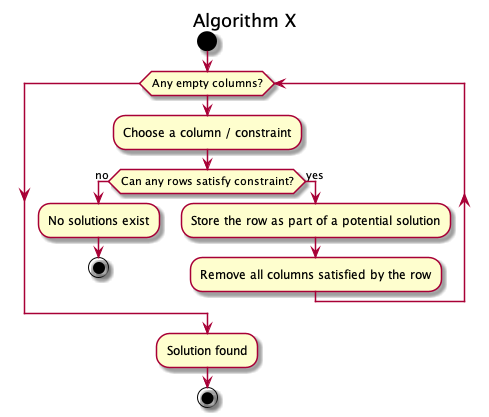 Algorithm X
Any empty columns?
Choose a column / constraint
no
Can any rows satisfy constraint?
yes
No solutions exist
Store the row as part of a potential solution
Remove all columns satisfied by the row
Solution found